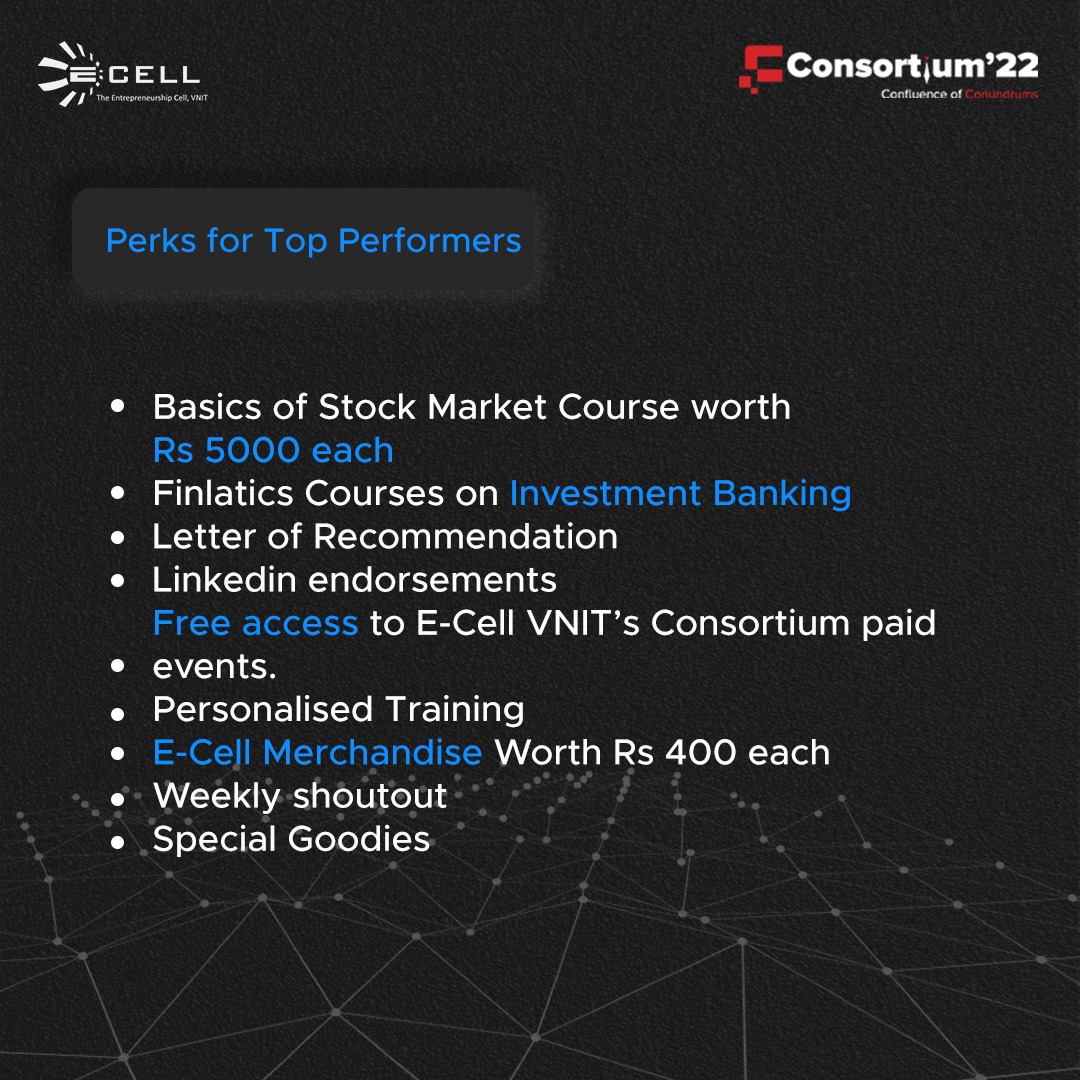 E-CELL
The Entrepreneurship Cell, VNIT
Consortium'22
Confluence of Conundrums
Perks for Top Performers
• Basics of Stock Market Course worth
Rs 5000 each
• Finlatics Courses on Investment Banking
• Letter of Recommendation
• Linkedin endorsements
Free access to E-Cell VNIT's Consortium paid
• events.
• Personalised Training
• E-Cell Merchandise Worth Rs 400 each
• Weekly shoutout
• Special Goodies